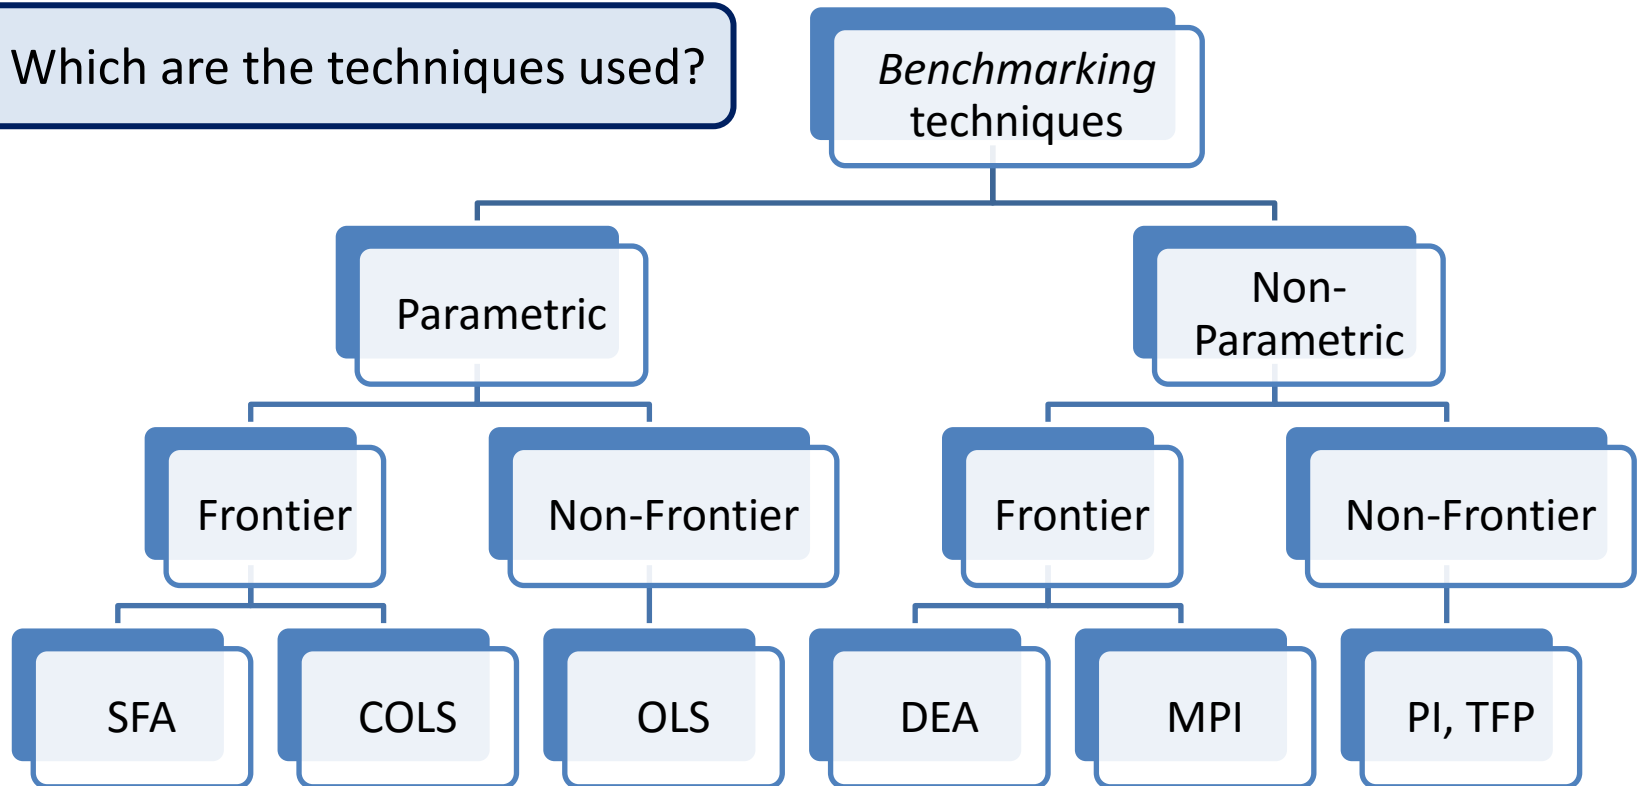 Which are the techniques used?
Benchmarking
techniques
Parametric
Non-
Parametric
Frontier
Non-Frontier
Frontier
Non-Frontier
SFA
COLS
OLS
DEA
MPI
PI, TFP